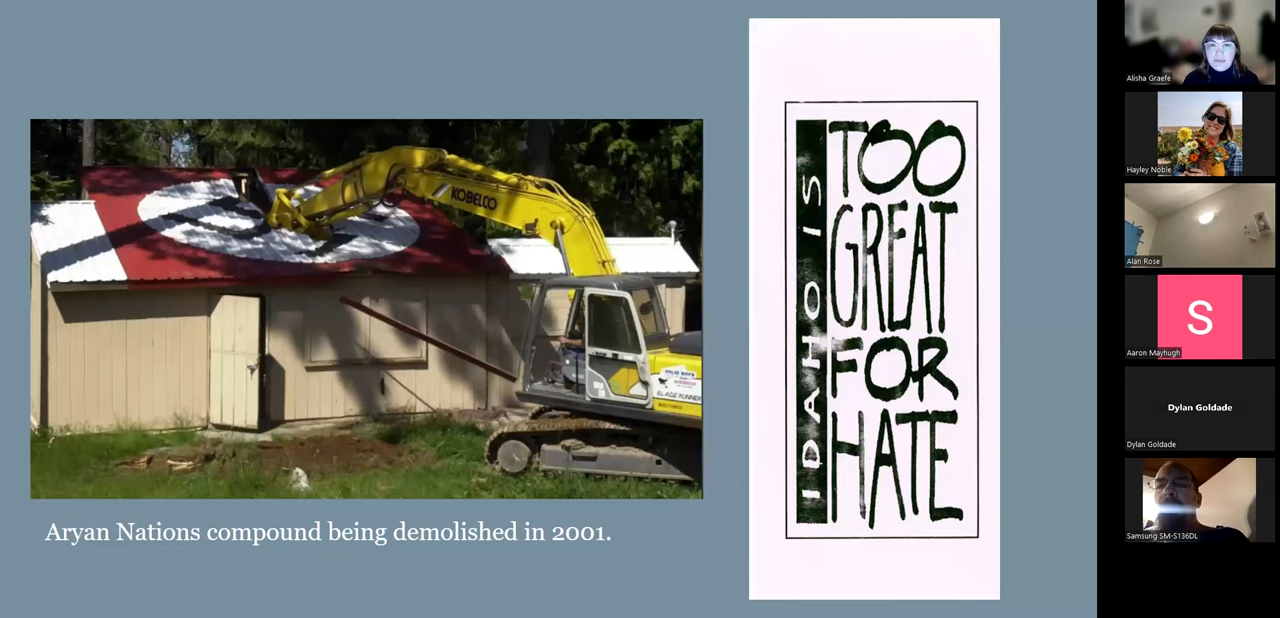 KOBELCO
Aryan Nations compound being demolished in 2001.
IDAHO IS
TOO
GREAT
FOR
HATE
Alisha Graefe
Hayley Noble
Alan Rose
S
Aaron Mayhugh
Dylan Goldade
Dylan Goldade
Samsung SM-S136DL